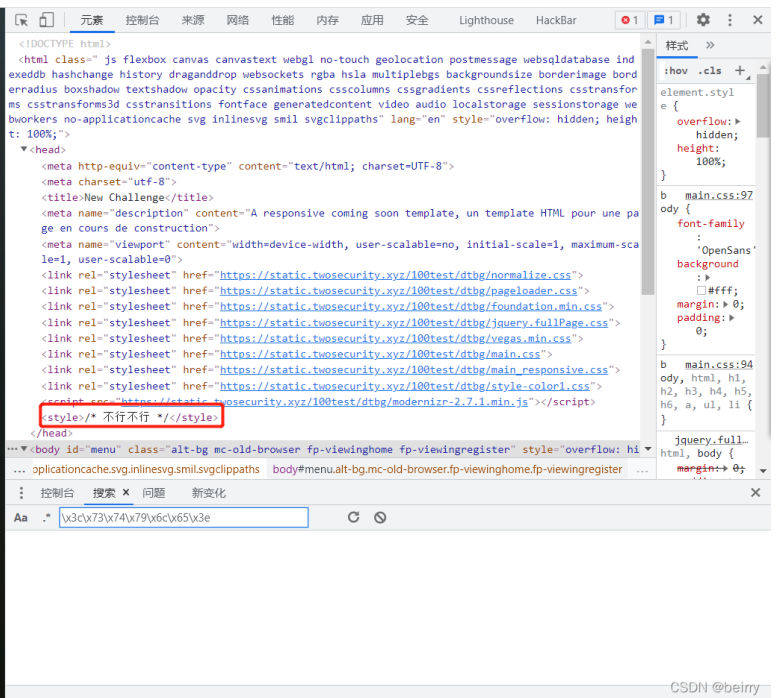 元素 控制台 来源 网络 性能 内存 应用 安全 Lighthouse HackBar 1 1
<!DOCTYPE html>
<html class=" js flexbox canvas canvastext webgl no-touch geolocation postmessage websqldatabase ind
exeddb hashchange history draganddrop websockets rgba hsla multiplebgs backgroundsize borderimage bord
erradius boxshadow textshadow opacity cssanimations csscolumns cssgradients cssreflections csstransfor
ms csstransforms3d csstransitions fontface generatedcontent video audio localstorage sessionstorage we
bworkers no-applicationcache svg inlinesvg smil svgclippaths" lang="en" style="overflow: hidden; heigh
t: 100%;">
▼<head>
<meta http-equiv="content-type" content="text/html; charset=UTF-8">
<meta charset="utf-8">
<title>New Challenge</title>
<meta name="description" content="A responsive coming soon template, un template HTML pour une pa
ge en cours de construction">
<meta name="viewport" content="width=device-width, user-scalable=no, initial-scale=1, maximum-sca
le=1, user-scalable=0">
<link rel="stylesheet" href="https://static.twosecurity.xyz/100test/dtbg/normalize.css">
<link rel="stylesheet" href="https://static.twosecurity.xyz/100test/dtbg/pageloader.css">
<link rel="stylesheet" href="https://static.twosecurity.xyz/100test/dtbg/foundation.min.css">
<link rel="stylesheet" href="https://static.twosecurity.xyz/100test/dtbg/jquery.fullPage.css">
<link rel="stylesheet" href="https://static.twosecurity.xyz/100test/dtbg/vegas.min.css">
<link rel="stylesheet" href="https://static.twosecurity.xyz/100test/dtbg/main.css">
<link rel="stylesheet" href="https://static.twosecurity.xyz/100test/dtbg/main_responsive.css">
<link rel="stylesheet" href="https://static.twosecurity.xyz/100test/dtbg/style-color1.css">
<script src="https://static.twosecurity.xyz/100test/dtbg/modernizr-2.7.1.min.js"></script>
<style>/* 不行不行 */</style>
</head>
···▼<body id="menu" class="alt-bg mc-old-browser fp-viewinghome fp-viewingregister" style="overflow: hi
... pplicationcache.svg.inlinesvg.smil.svgclippaths body#menu.alt-bg.mc-old-browser.fp-viewinghome.fp-viewingregister ...
样式 »
:hov .cls +
element.styl
e {
overflow:▶
hidden;
height:
100%;
}
b main.css:97
ody {
font-family
:
'OpenSans'
background
:▶
#fff;
margin:▶ 0;
padding:▶
0;
}
b main.css:94
ody, html, h1,
h2, h3, h4, h5,
h6, a, ul, li {
}
jquery.full…
html, body {
margin:▶ 0;
控制台 搜索 × 问题 新变化
Aa .* \x3c\x73\x74\x79\x6c\x65\x3e
CSDN @beirry